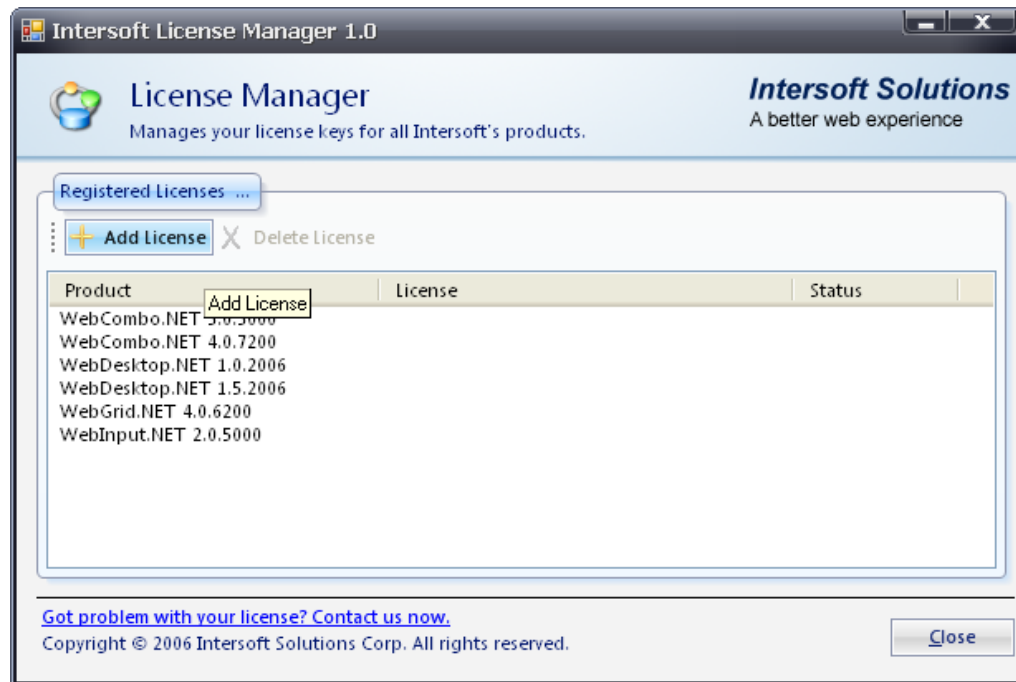 Intersoft License Manager 1.0
License Manager
Manages your license keys for all Intersoft's products.
Intersoft Solutions
A better web experience
Registered Licenses ...
Add License
Delete License
Product License Status
Add License
WebCombo.NET
WebCombo.NET 4.0.7200
WebDesktop.NET 1.0.2006
WebDesktop.NET 1.5.2006
WebGrid.NET 4.0.6200
WebInput.NET 2.0.5000
Got problem with your license? Contact us now.
Copyright © 2006 Intersoft Solutions Corp. All rights reserved.
Close